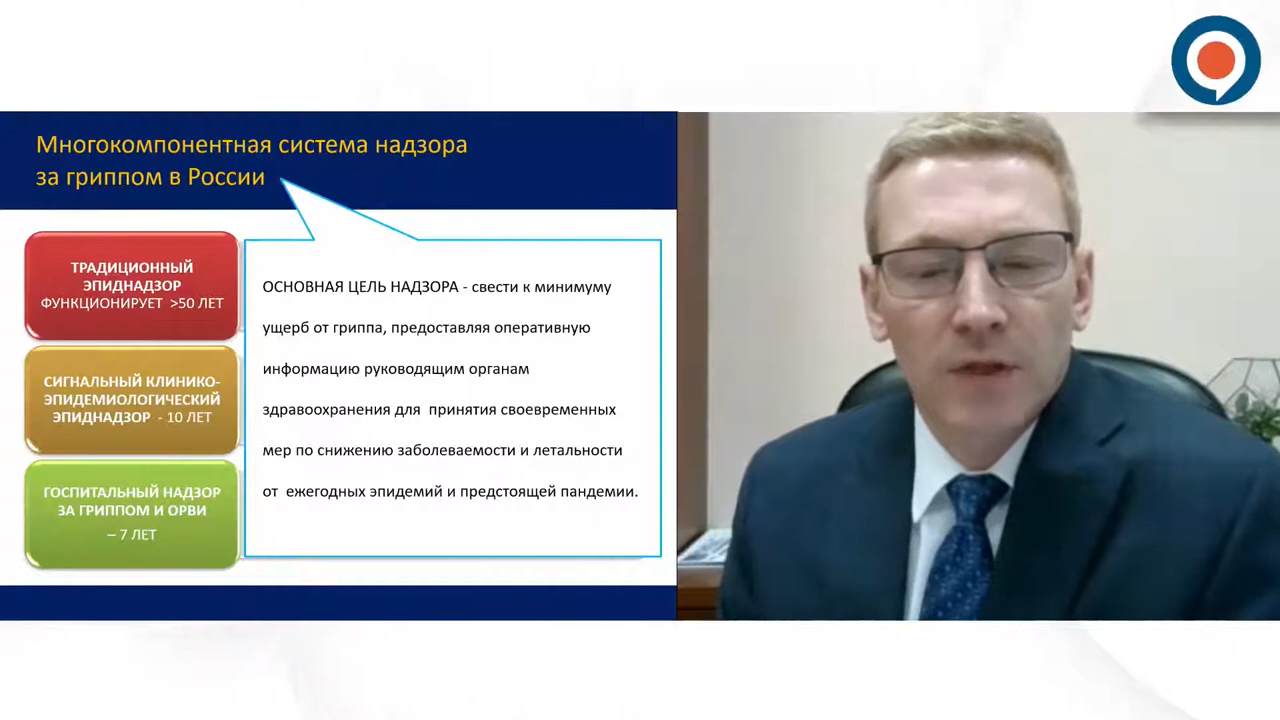 Многокомпонентная система надзора
за гриппом в России
ТРАДИЦИОННЫЙ
ЭПИДНАДЗОР
ФУНКЦИОНИРУЕТ >50 ЛЕТ
СИГНАЛЬНЫЙ КЛИНИКО-
ЭПИДЕМИОЛОГИЧЕСКИЙ
ЭПИДНАДЗОР - 10 ЛЕТ
ГОСПИТАЛЬНЫЙ НАДЗОР
ЗА ГРИППОМ И ОРВИ
– 7 ЛЕТ
ОСНОВНАЯ ЦЕЛЬ НАДЗОРА - свести к минимуму
ущерб от гриппа, предоставляя оперативную
информацию руководящим органам
здравоохранения для принятия своевременных
мер по снижению заболеваемости и летальности
от ежегодных эпидемий и предстоящей пандемии.